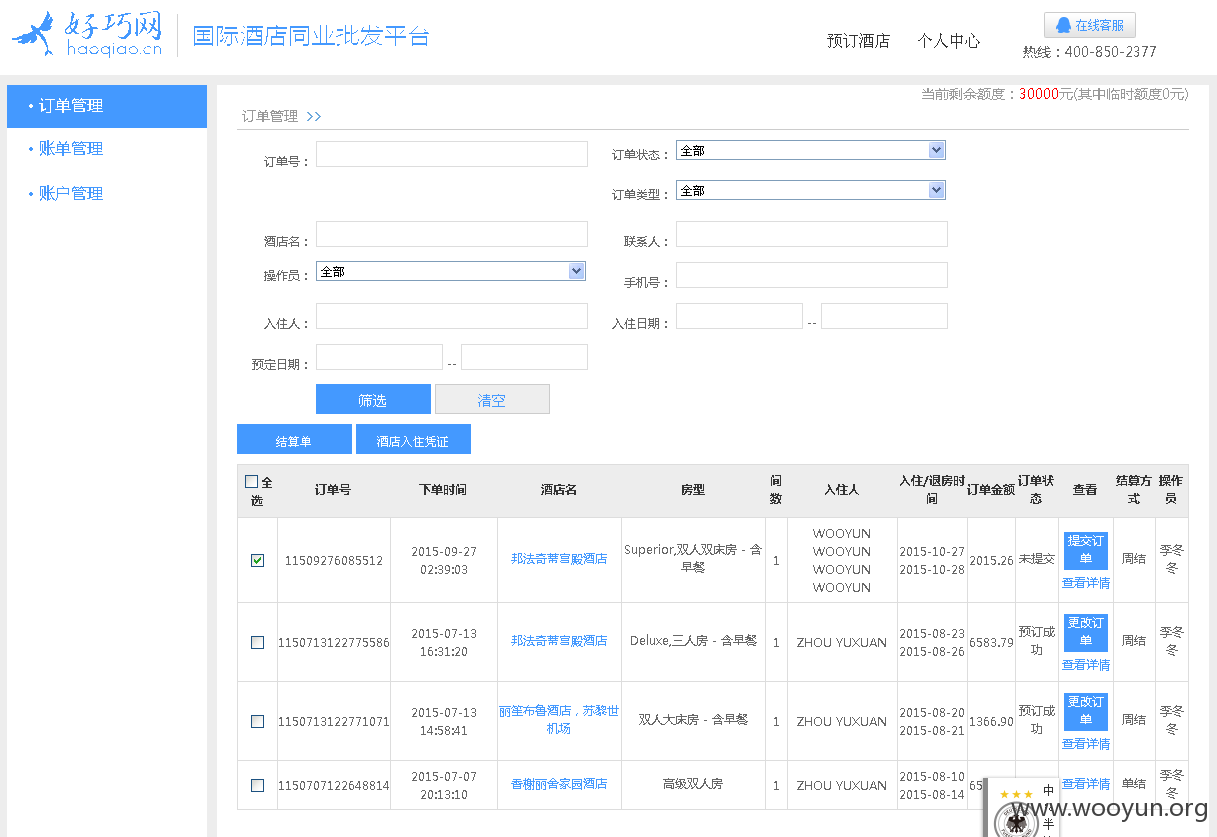 好巧网
haoqiao.cn
国际酒店同业批发平台
预订酒店 个人中心
在线客服
热线：400-850-2377
• 订单管理
• 账单管理
• 账户管理
当前剩余额度：30000元(其中临时额度0元)
订单管理 >>
订单号：
订单状态： 全部
订单类型： 全部
酒店名：
联系人：
操作员： 全部
手机号：
入住人：
入住日期： --
预定日期： --
筛选 清空
结算单 酒店入住凭证
全选 订单号 下单时间 酒店名 房型 间数 入住人 入住/退房时间 订单金额 订单状态 查看 结算方式 操作员
11509276085512 2015-09-27 02:39:03 邦法奇蒂宫殿酒店 Superior,双人双床房 - 含早餐 1 WOOYUN WOOYUN WOOYUN WOOYUN 2015-10-27 2015-10-28 2015.26 未提交 提交订单 查看详情 周结 季冬冬
1150713122775586 2015-07-13 16:31:20 邦法奇蒂宫殿酒店 Deluxe,三人房 - 含早餐 1 ZHOU YUXUAN 2015-08-23 2015-08-26 6583.79 预订成功 更改订单 查看详情 周结 季冬冬
1150713122771071 2015-07-13 14:58:41 丽笙布鲁酒店，苏黎世机场 双人大床房 - 含早餐 1 ZHOU YUXUAN 2015-08-20 2015-08-21 1366.90 预订成功 更改订单 查看详情 周结 季冬冬
1150707122648814 2015-07-07 20:13:10 香榭丽舍家园酒店 高级双人房 1 ZHOU YUXUAN 2015-08-10 2015-08-14 65 查看详情 单结 季冬冬
中
半
www.wooyun.org